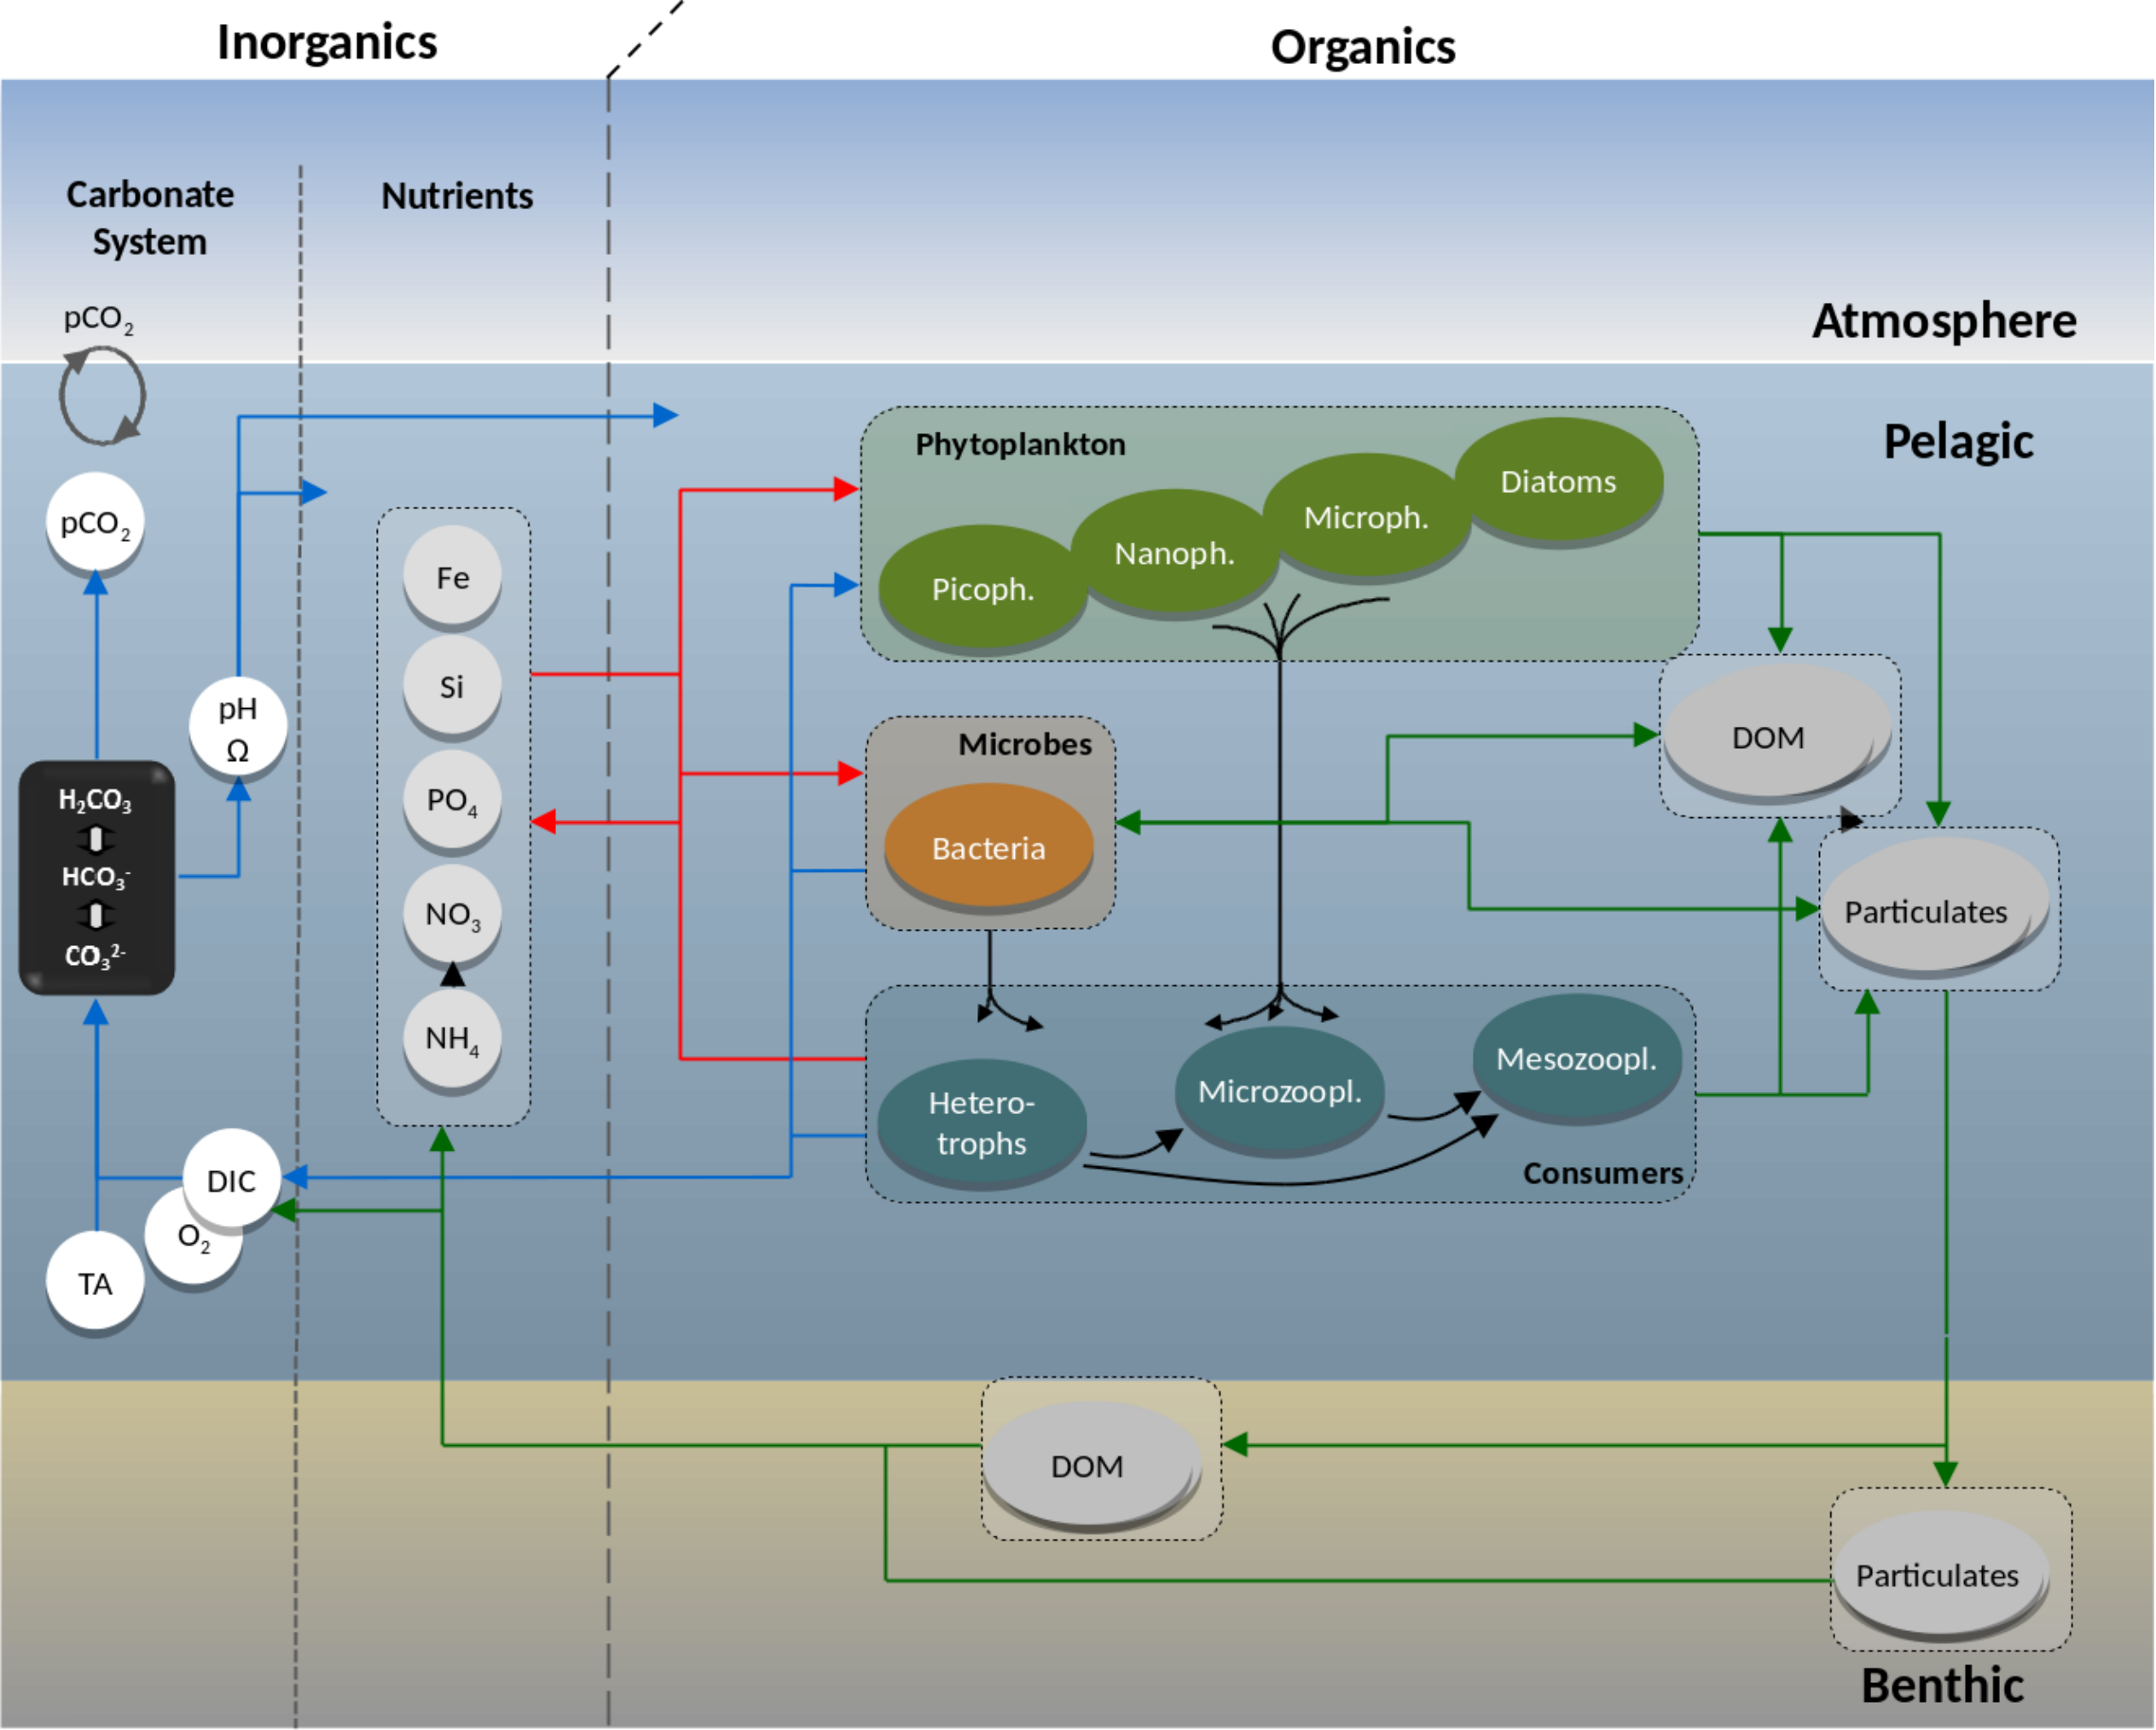 Inorganics
Organics
Carbonate
System
Nutrients
pCO₂
Atmosphere
Pelagic
pCO₂
pH
Ω
H₂CO₃
HCO₃⁻
CO₃²⁻
Fe
Si
PO₄
NO₃
NH₄
DIC
O₂
TA
Phytoplankton
Picoph.
Nanoph.
Microph.
Diatoms
Microbes
Bacteria
DOM
Particulates
Hetero-
trophs
Microzoopl.
Mesozoopl.
Consumers
DOM
Particulates
Benthic